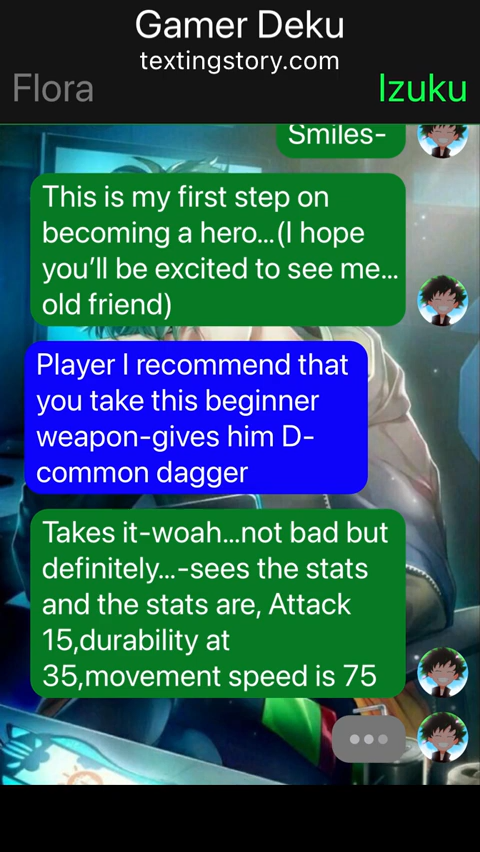 Gamer Deku
textingstory.com
Flora
Izuku
Smiles-
This is my first step on
becoming a hero...(I hope
you’ll be excited to see me...
old friend)
Player I recommend that
you take this beginner
weapon-gives him D-
common dagger
Takes it-woah...not bad but
definitely...-sees the stats
and the stats are, Attack
15,durability at
35,movement speed is 75